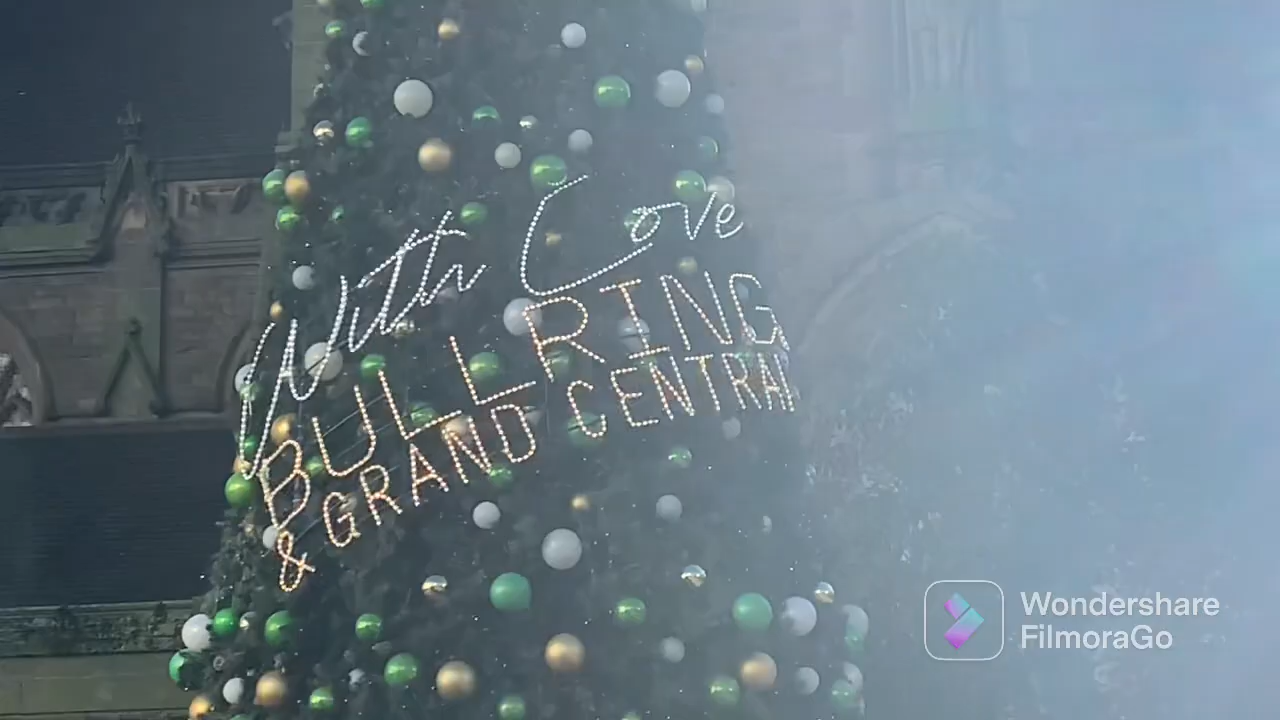 With Love
BULLRING
& GRAND CENTRAL
Wondershare
FilmoraGo